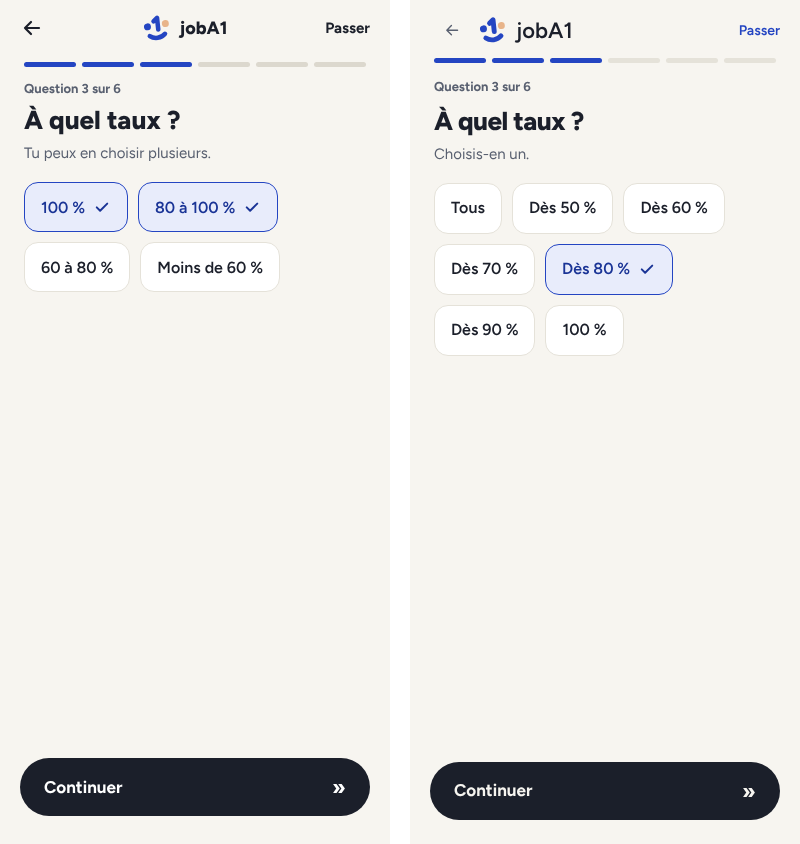 jobA1
Passer
Question 3 sur 6
À quel taux ?
Tu peux en choisir plusieurs.
100 %
80 à 100 %
60 à 80 %
Moins de 60 %
Continuer »
jobA1
Passer
Question 3 sur 6
À quel taux ?
Choisis-en un.
Tous
Dès 50 %
Dès 60 %
Dès 70 %
Dès 80 %
Dès 90 %
100 %
Continuer »